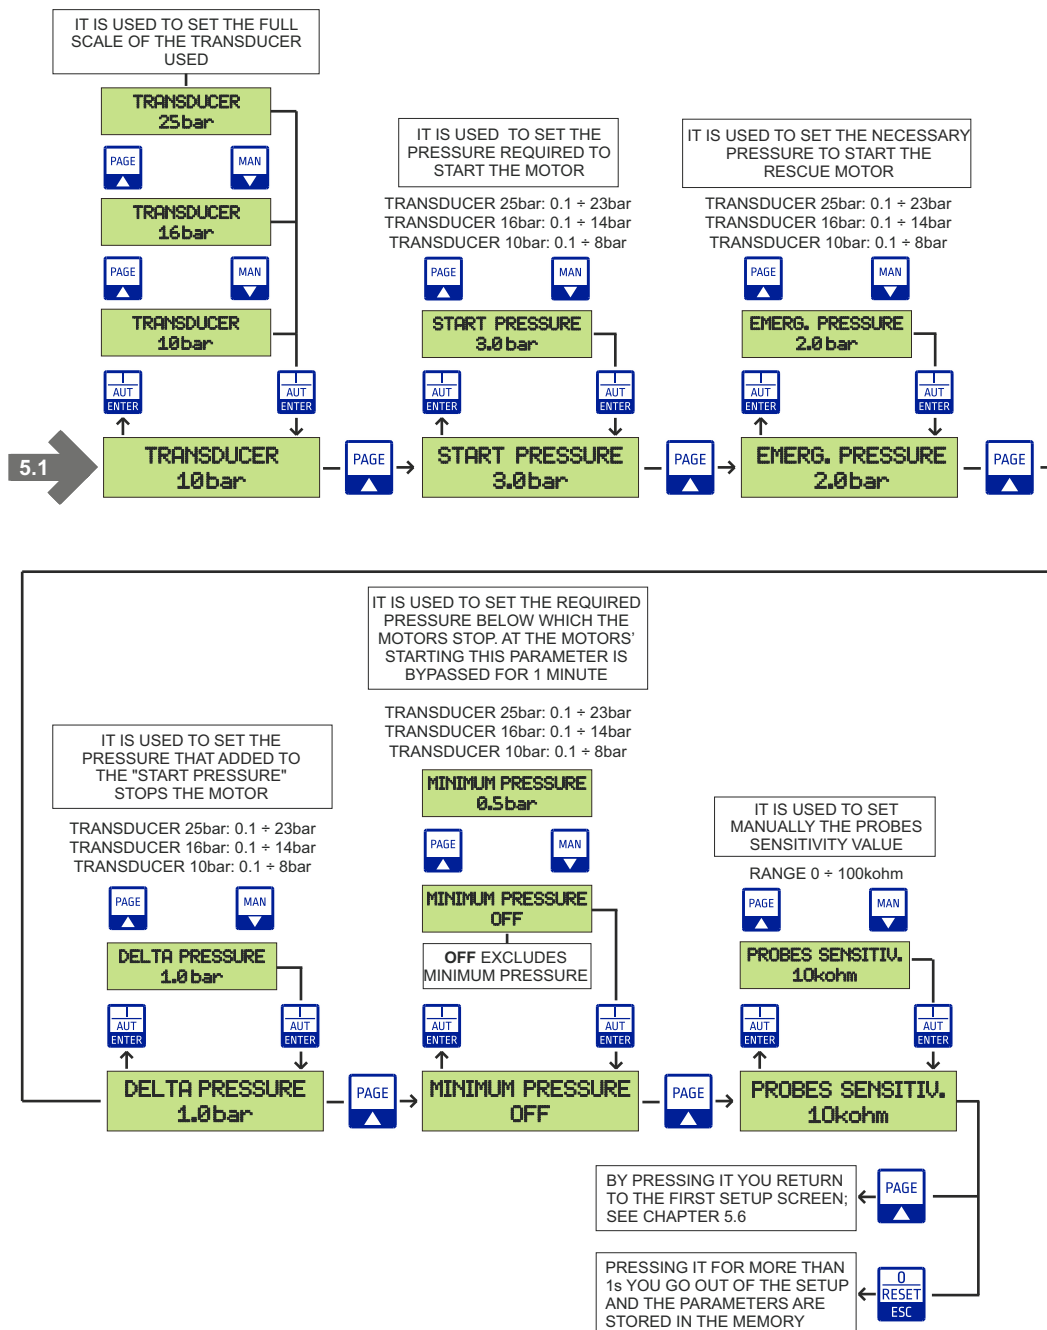 IT IS USED TO SET THE FULL
SCALE OF THE TRANSDUCER
USED
TRANSDUCER
25bar
PAGE
MAN
TRANSDUCER
16bar
PAGE
MAN
TRANSDUCER
10bar
I
AUT
ENTER
I
AUT
ENTER
5.1
TRANSDUCER
10bar
PAGE
IT IS USED TO SET THE
PRESSURE REQUIRED TO
START THE MOTOR
TRANSDUCER 25bar: 0.1 ÷ 23bar
TRANSDUCER 16bar: 0.1 ÷ 14bar
TRANSDUCER 10bar: 0.1 ÷ 8bar
PAGE
MAN
START PRESSURE
3.0 bar
I
AUT
ENTER
I
AUT
ENTER
START PRESSURE
3.0bar
PAGE
IT IS USED TO SET THE NECESSARY
PRESSURE TO START THE
RESCUE MOTOR
TRANSDUCER 25bar: 0.1 ÷ 23bar
TRANSDUCER 16bar: 0.1 ÷ 14bar
TRANSDUCER 10bar: 0.1 ÷ 8bar
PAGE
MAN
EMERG. PRESSURE
2.0 bar
I
AUT
ENTER
I
AUT
ENTER
EMERG. PRESSURE
2.0bar
PAGE
IT IS USED TO SET THE
PRESSURE THAT ADDED TO
THE "START PRESSURE"
STOPS THE MOTOR
TRANSDUCER 25bar: 0.1 ÷ 23bar
TRANSDUCER 16bar: 0.1 ÷ 14bar
TRANSDUCER 10bar: 0.1 ÷ 8bar
PAGE
MAN
DELTA PRESSURE
1.0 bar
I
AUT
ENTER
I
AUT
ENTER
DELTA PRESSURE
1.0bar
PAGE
IT IS USED TO SET THE REQUIRED
PRESSURE BELOW WHICH THE
MOTORS STOP. AT THE MOTORS'
STARTING THIS PARAMETER IS
BYPASSED FOR 1 MINUTE
TRANSDUCER 25bar: 0.1 ÷ 23bar
TRANSDUCER 16bar: 0.1 ÷ 14bar
TRANSDUCER 10bar: 0.1 ÷ 8bar
MINIMUM PRESSURE
0.5bar
PAGE
MAN
MINIMUM PRESSURE
OFF
OFF EXCLUDES
MINIMUM PRESSURE
I
AUT
ENTER
I
AUT
ENTER
MINIMUM PRESSURE
OFF
PAGE
IT IS USED TO SET
MANUALLY THE PROBES
SENSITIVITY VALUE
RANGE 0 ÷ 100kohm
PAGE
MAN
PROBES SENSITIV.
10kohm
I
AUT
ENTER
I
AUT
ENTER
PROBES SENSITIV.
10kohm
BY PRESSING IT YOU RETURN
TO THE FIRST SETUP SCREEN;
SEE CHAPTER 5.6
PAGE
PRESSING IT FOR MORE THAN
1s YOU GO OUT OF THE SETUP
AND THE PARAMETERS ARE
STORED IN THE MEMORY
0
RESET
ESC